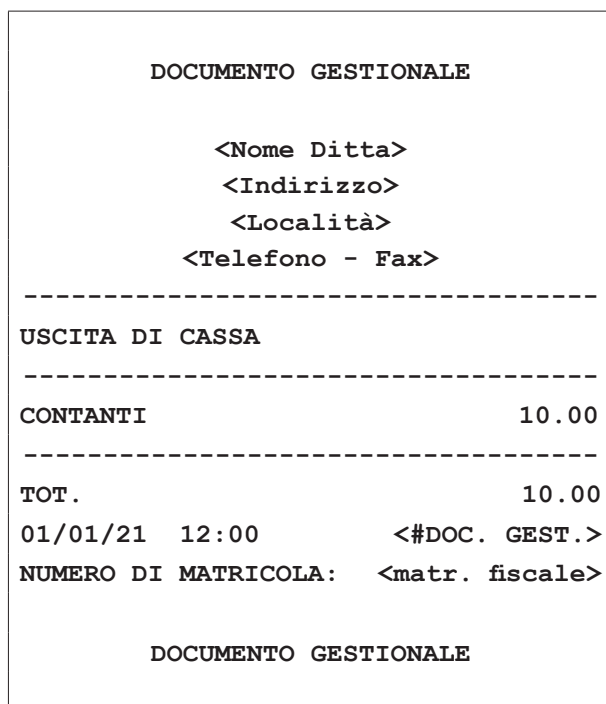 DOCUMENTO GESTIONALE
<Nome Ditta>
<Indirizzo>
<Località>
<Telefono - Fax>
------------------------------------
USCITA DI CASSA
------------------------------------
CONTANTI 10.00
------------------------------------
TOT. 10.00
01/01/21 12:00 <#DOC. GEST.>
NUMERO DI MATRICOLA: <matr. fiscale>
DOCUMENTO GESTIONALE